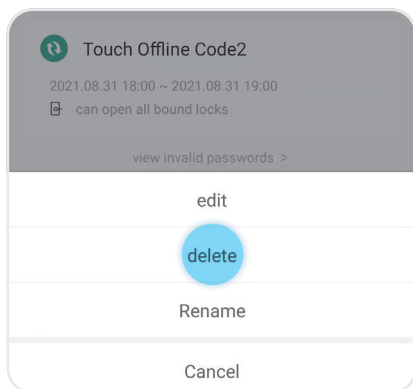 Touch Offline Code2
2021.08.31 18:00 ~ 2021.08.31 19:00
can open all bound locks
view invalid passwords >
edit
delete
Rename
Cancel